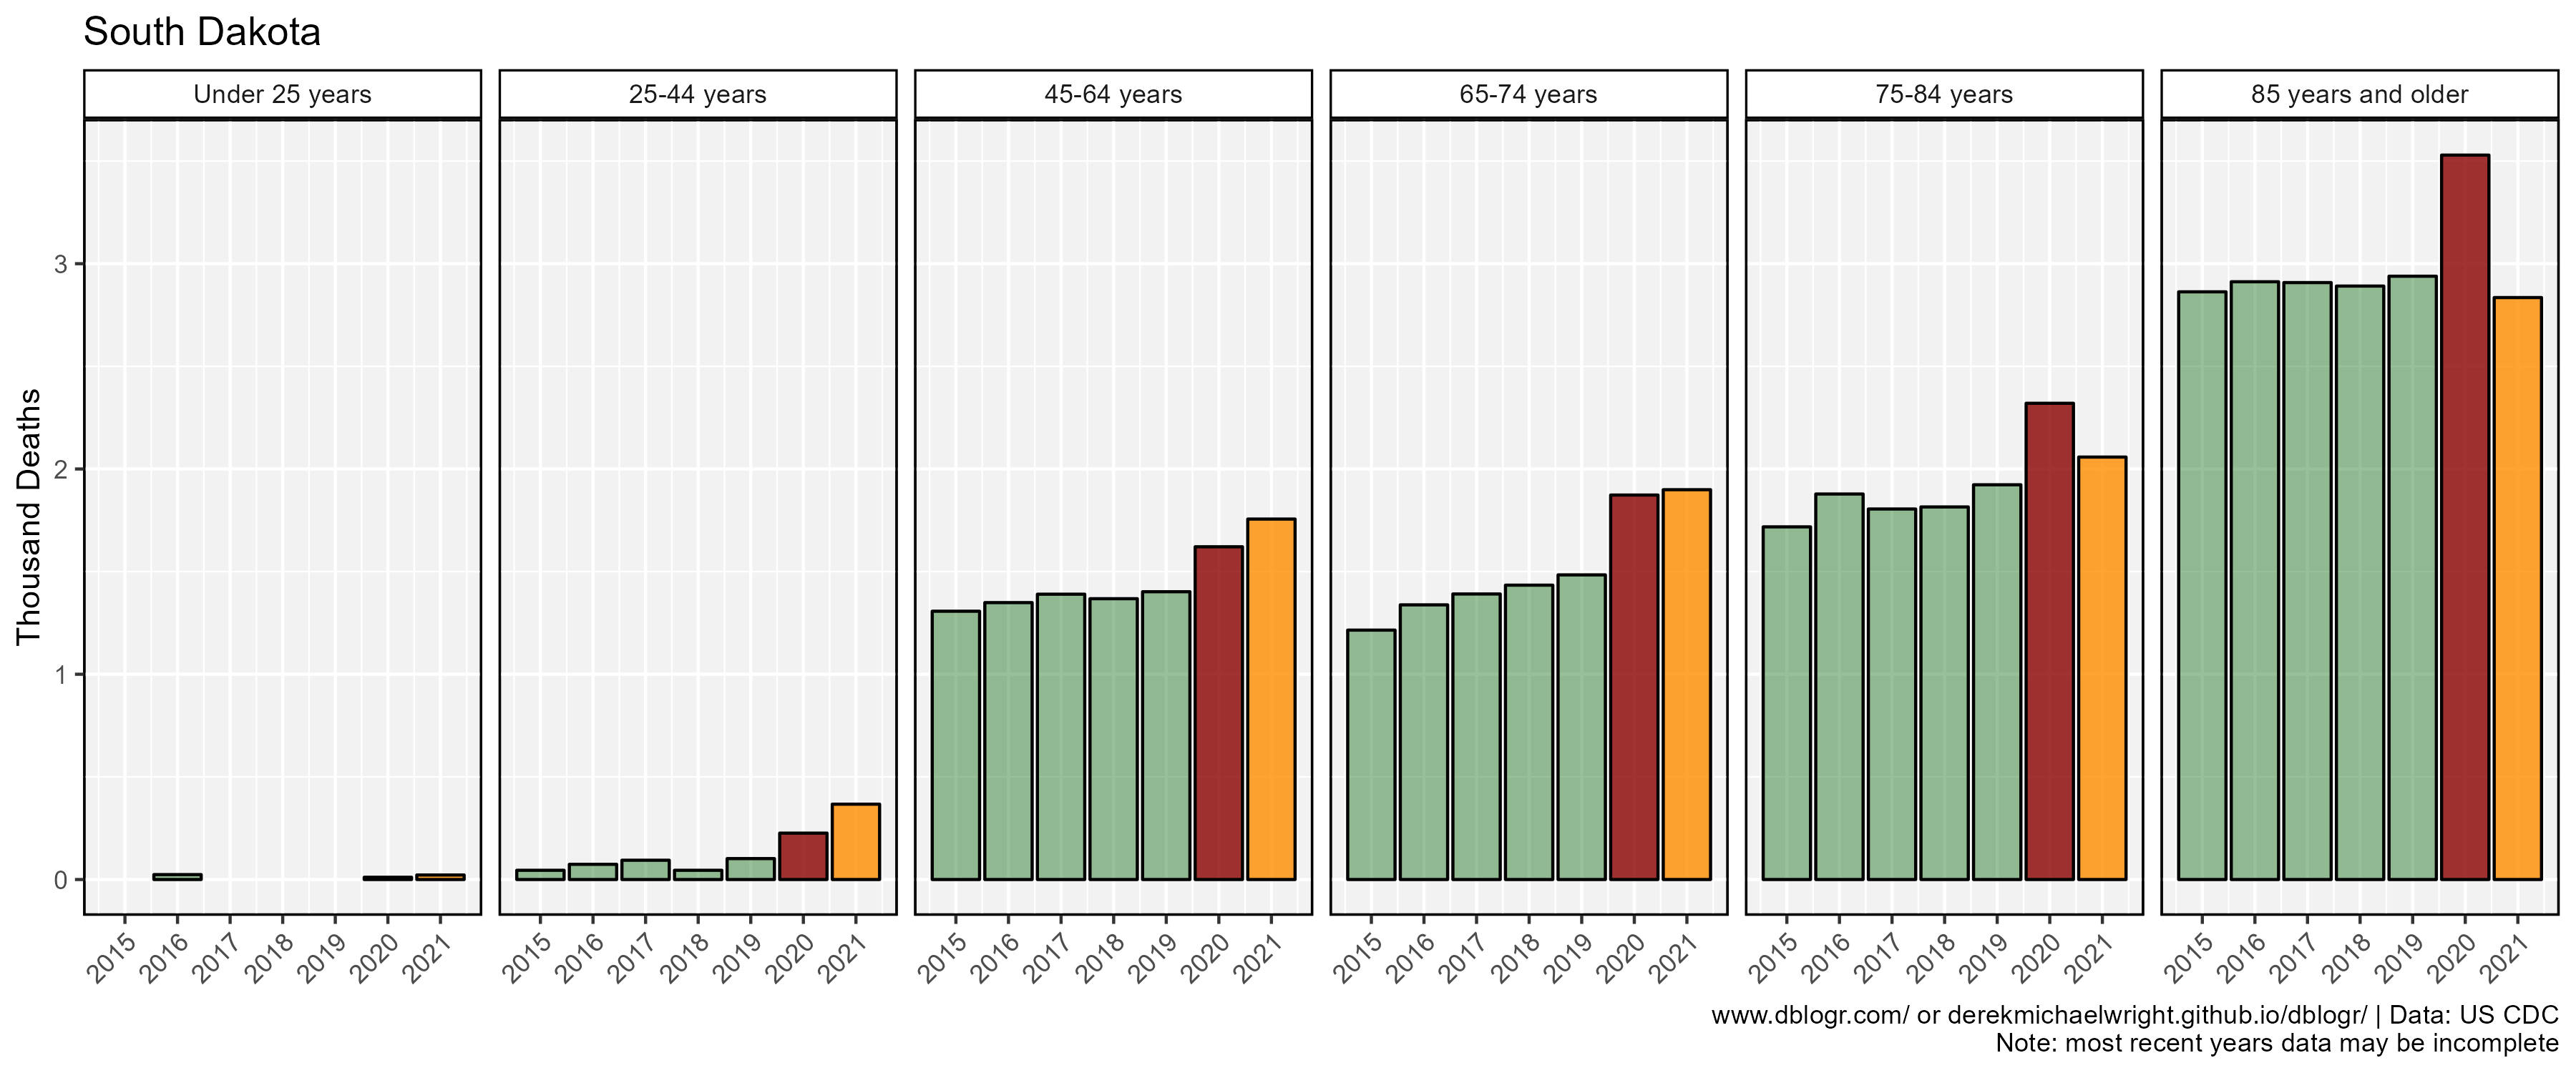 South Dakota
Under 25 years
25-44 years
45-64 years
65-74 years
75-84 years
85 years and older
Thousand Deaths
3
2
1
0
2015 2016 2017 2018 2019 2020 2021
2015 2016 2017 2018 2019 2020 2021
2015 2016 2017 2018 2019 2020 2021
2015 2016 2017 2018 2019 2020 2021
2015 2016 2017 2018 2019 2020 2021
2015 2016 2017 2018 2019 2020 2021
www.dblogr.com/ or derekmichaelwright.github.io/dblogr/ | Data: US CDC
Note: most recent years data may be incomplete